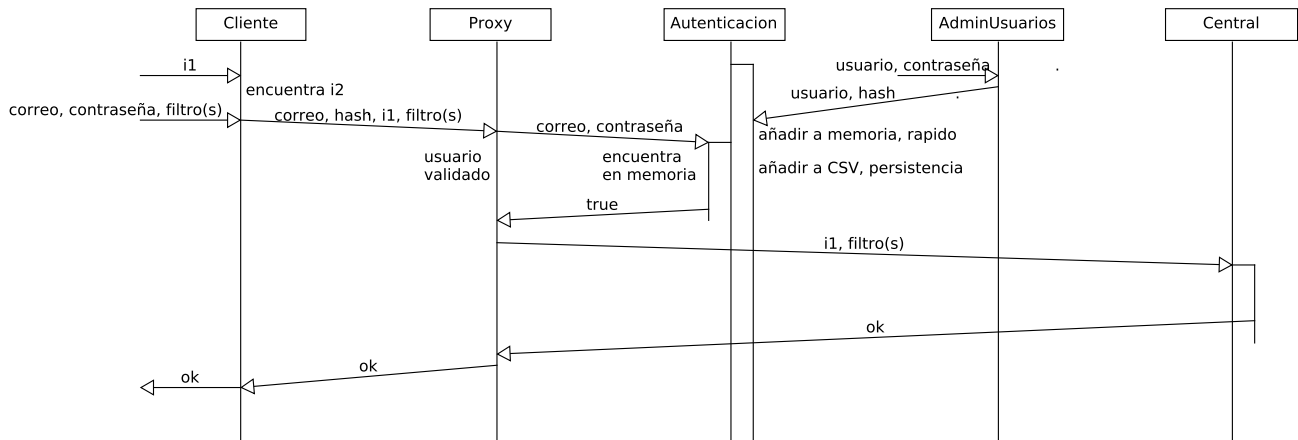 Cliente
Proxy
Autenticacion
AdminUsuarios
Central
i1
usuario, contraseña
.
encuentra i2
usuario, hash
.
correo, contraseña, filtro(s)
correo, hash, i1, filtro(s)
correo, contraseña
añadir a memoria, rapido
usuario
validado
encuentra
en memoria
añadir a CSV, persistencia
true
i1, filtro(s)
ok
ok
ok